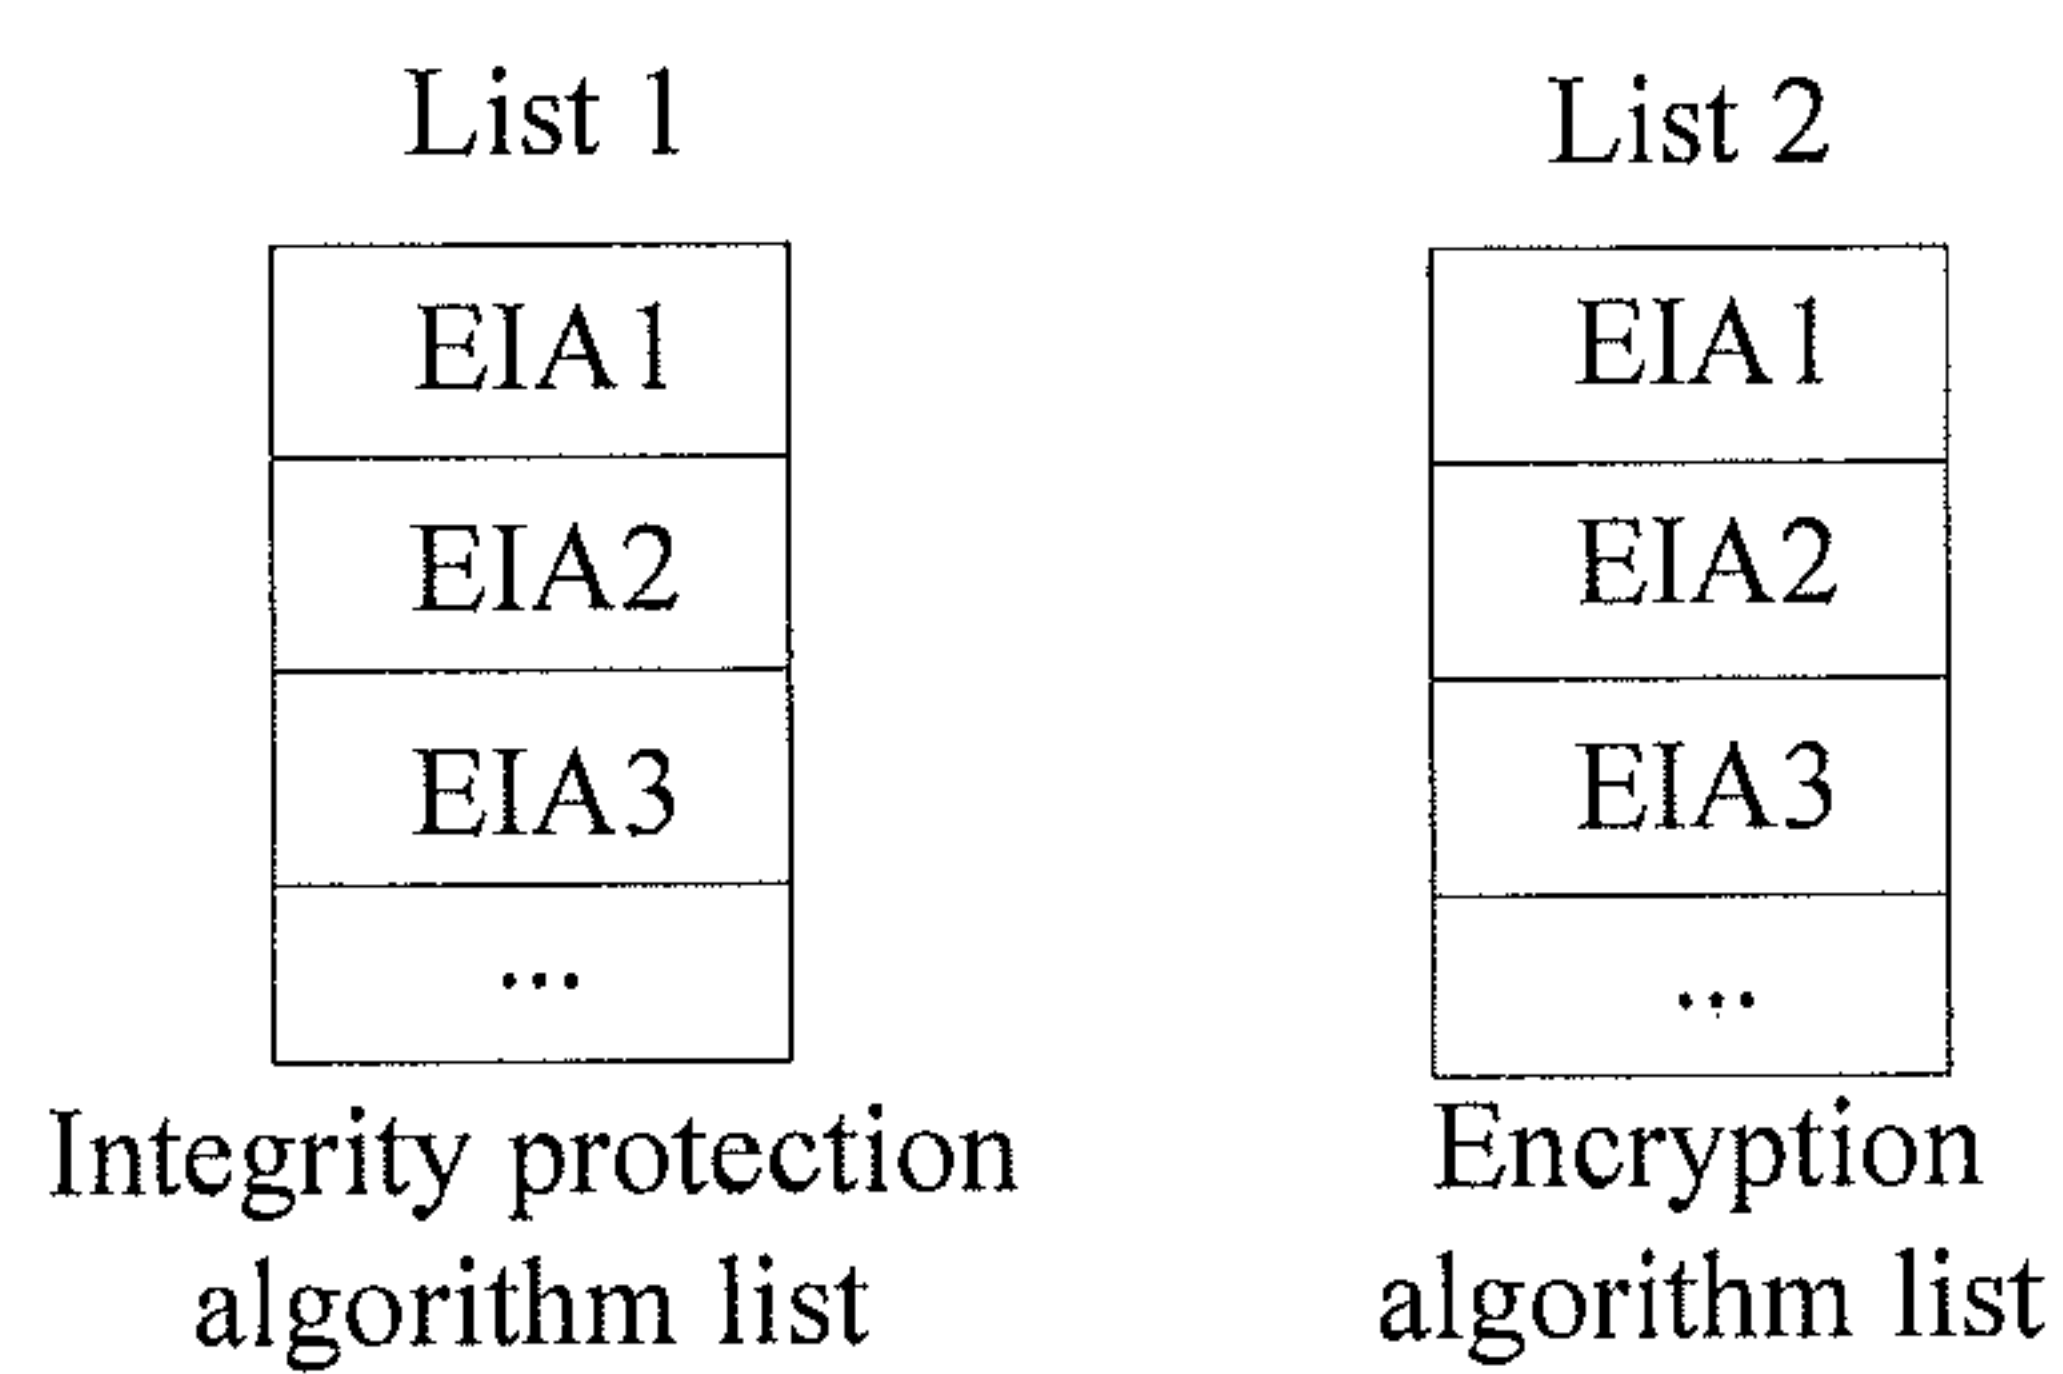 List 1
EIA1
EIA2
EIA3
...
Integrity protection
algorithm list
List 2
EIA1
EIA2
EIA3
...
Encryption
algorithm list